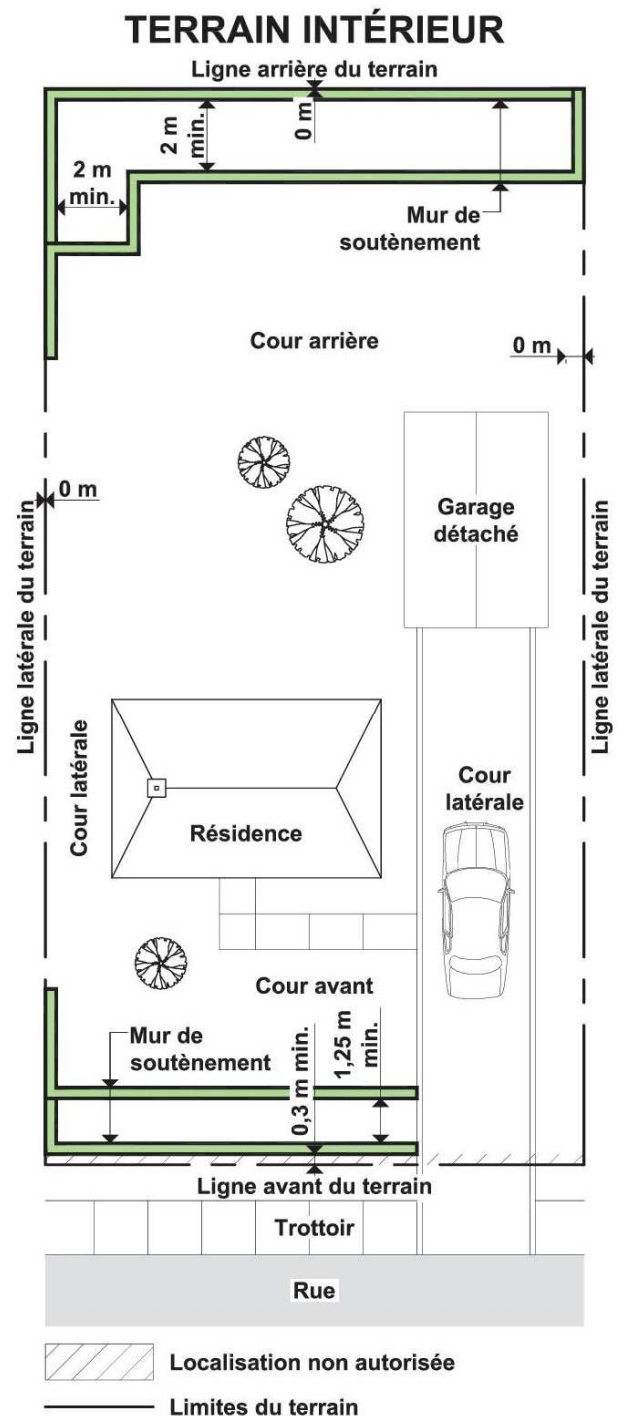 TERRAIN INTÉRIEUR
Ligne arrière du terrain
0 m
2 m
min.
2 m
min.
Mur de
soutènement
Cour arrière
0 m
0 m
Garage
détaché
Ligne latérale du terrain
Ligne latérale du terrain
Cour latérale
Cour
latérale
Résidence
Cour avant
Mur de
soutènement
0,3 m min.
1,25 m
min.
Ligne avant du terrain
Trottoir
Rue
Localisation non autorisée
Limites du terrain